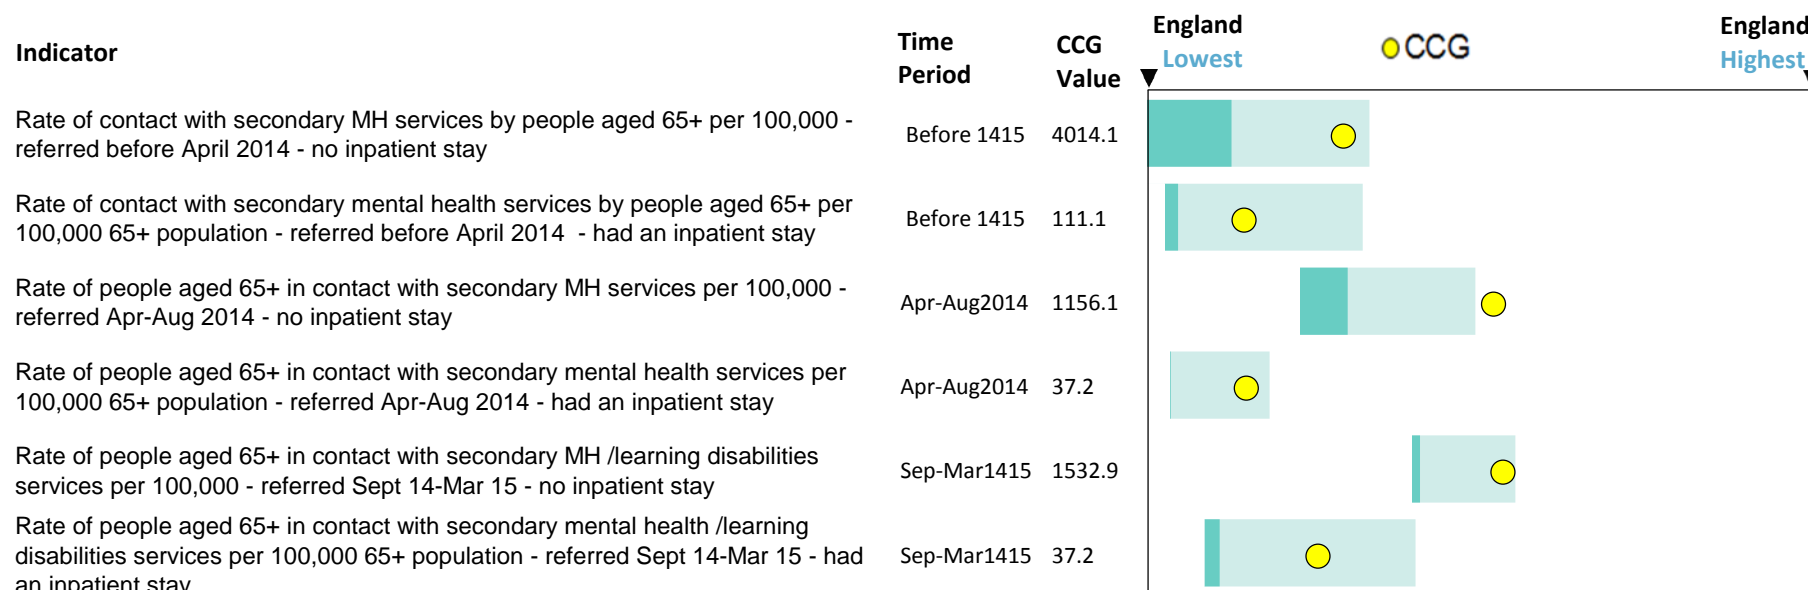 Indicator
Time Period
CCG Value
England Lowest
CCG
England Highest
Rate of contact with secondary MH services by people aged 65+ per 100,000 -
referred before April 2014 - no inpatient stay
Before 1415 4014.1
Rate of contact with secondary mental health services by people aged 65+ per
100,000 65+ population - referred before April 2014 - had an inpatient stay
Before 1415 111.1
Rate of people aged 65+ in contact with secondary MH services per 100,000 -
referred Apr-Aug 2014 - no inpatient stay
Apr-Aug2014 1156.1
Rate of people aged 65+ in contact with secondary mental health services per
100,000 65+ population - referred Apr-Aug 2014 - had an inpatient stay
Apr-Aug2014 37.2
Rate of people aged 65+ in contact with secondary MH /learning disabilities
services per 100,000 - referred Sept 14-Mar 15 - no inpatient stay
Sep-Mar1415 1532.9
Rate of people aged 65+ in contact with secondary mental health /learning
disabilities services per 100,000 65+ population - referred Sept 14-Mar 15 - had
an inpatient stay
Sep-Mar1415 37.2